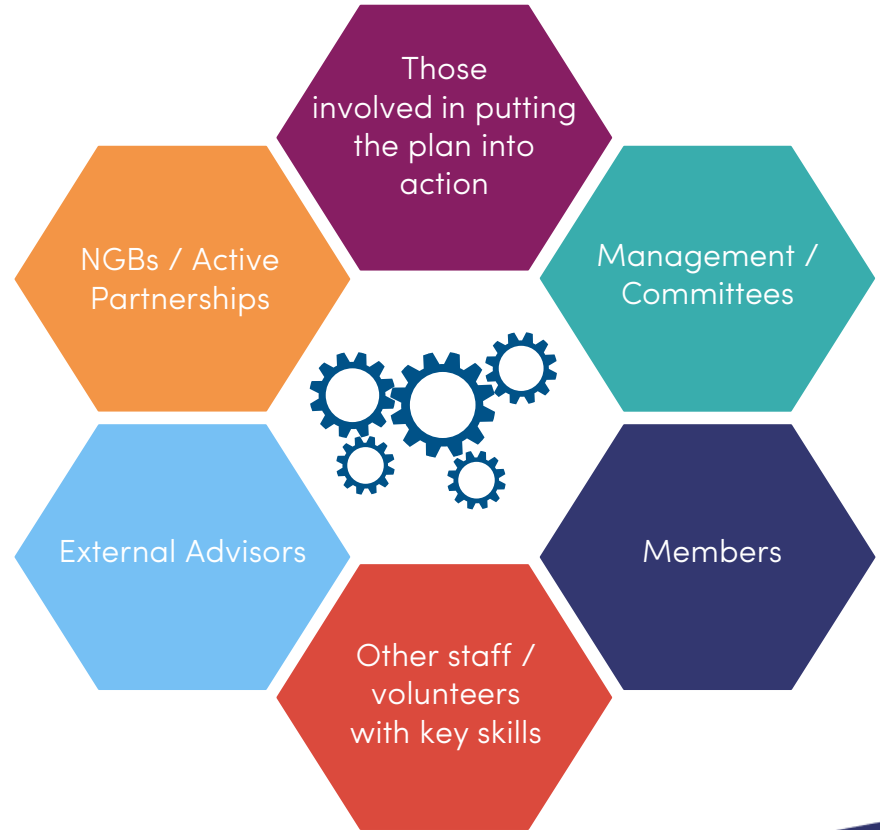 Those
involved in putting
the plan into
action
NGBs / Active
Partnerships
Management /
Committees
External Advisors
Members
Other staff /
volunteers
with key skills